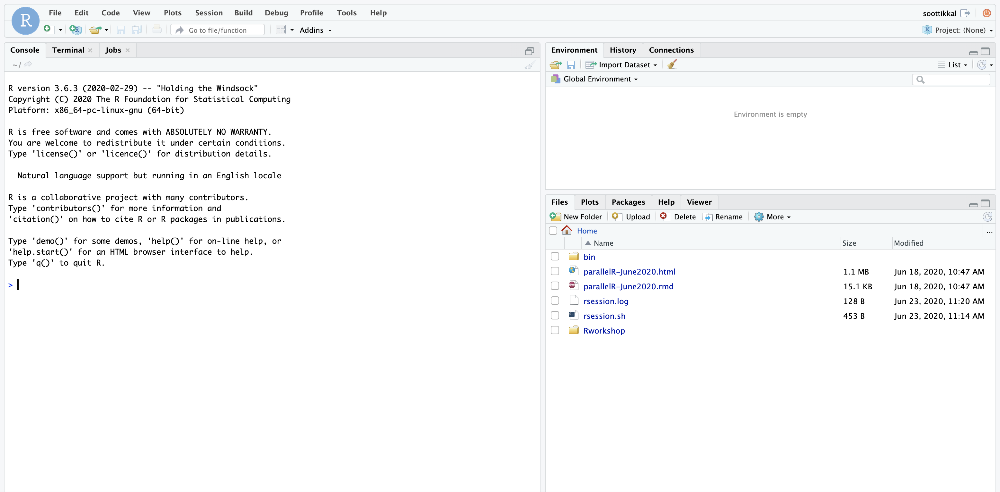 R
File Edit Code View Plots Session Build Debug Profile Tools Help
soottikkal
Go to file/function
Addins
R Project: (None)
Console Terminal Jobs
~/
R version 3.6.3 (2020-02-29) -- "Holding the Windsock"
Copyright (C) 2020 The R Foundation for Statistical Computing
Platform: x86_64-pc-linux-gnu (64-bit)
R is free software and comes with ABSOLUTELY NO WARRANTY.
You are welcome to redistribute it under certain conditions.
Type 'license()' or 'licence()' for distribution details.
Natural language support but running in an English locale
R is a collaborative project with many contributors.
Type 'contributors()' for more information and
'citation()' on how to cite R or R packages in publications.
Type 'demo()' for some demos, 'help()' for on-line help, or
'help.start()' for an HTML browser interface to help.
Type 'q()' to quit R.
>
Environment History Connections
Import Dataset List
Global Environment
Environment is empty
Files Plots Packages Help Viewer
New Folder Upload Delete Rename More
Home ...
Name Size Modified
bin
parallelR-June2020.html 1.1 MB Jun 18, 2020, 10:47 AM
parallelR-June2020.rmd 15.1 KB Jun 18, 2020, 10:47 AM
rsession.log 128 B Jun 23, 2020, 11:20 AM
rsession.sh 453 B Jun 23, 2020, 11:14 AM
Rworkshop